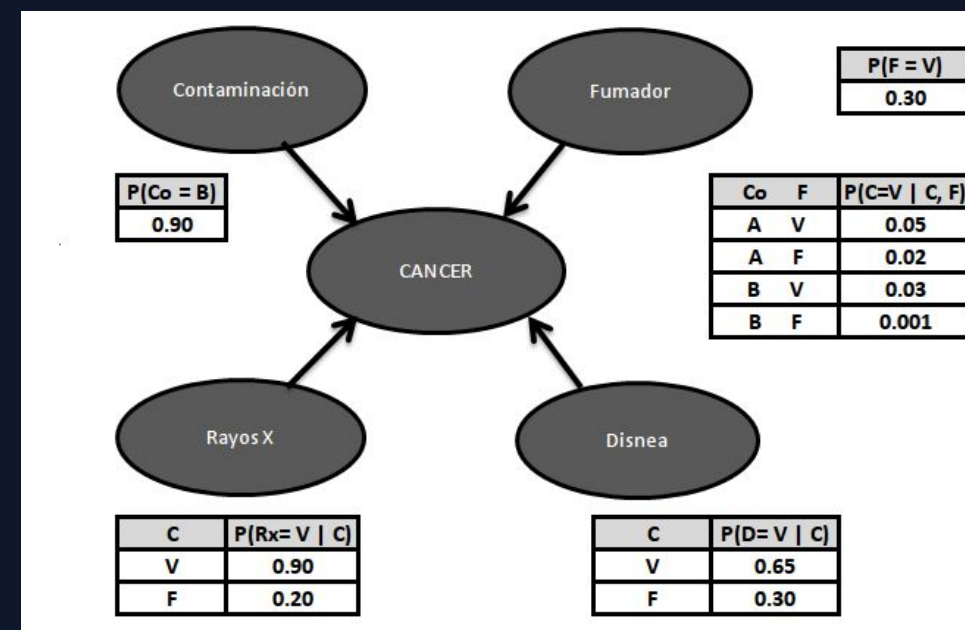 Contaminación
Fumador
P(F = V)
0.30
P(Co = B)
0.90
Co F P(C=V | C, F)
A V 0.05
A F 0.02
B V 0.03
B F 0.001
CANCER
Rayos X
Disnea
C P(Rx= V | C)
V 0.90
F 0.20
C P(D= V | C)
V 0.65
F 0.30